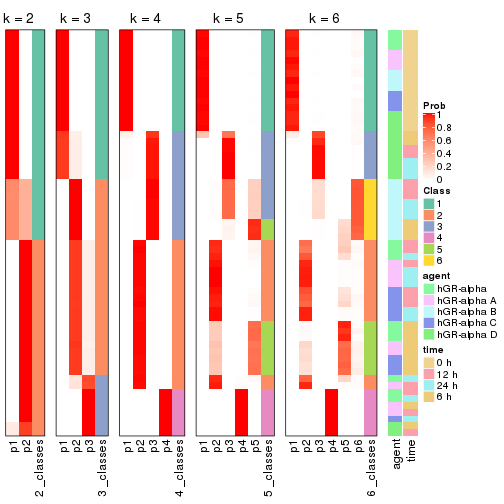 k = 2
k = 3
k = 4
k = 5
k = 6
Prob
1
0.8
0.6
0.4
0.2
0
Class
1
2
3
4
5
6
agent
hGR-alpha
hGR-alpha A
hGR-alpha B
hGR-alpha C
hGR-alpha D
time
0 h
12 h
24 h
6 h
p1
p2
2_classes
p1
p2
p3
3_classes
p1
p2
p3
p4
4_classes
p1
p2
p3
p4
p5
5_classes
p1
p2
p3
p4
p5
p6
6_classes
agent
time